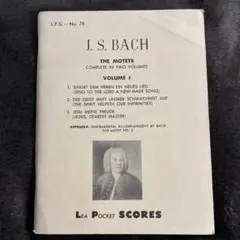 L.P.S. — No. 75
J. S. BACH
THE MOTETS
COMPLETE IN TWO VOLUMES
VOLUME I
1. SINGET DEM HERRN EIN NEUES LIED
(SING TO THE LORD A NEW-MADE SONG)
2. DER GEIST HILFT UNSRER SCHWACHHEIT AUF
(THE SPIRIT HELPETH OUR INFIRMITIES)
3. JESU MEINE FREUDE
(JESUS, DEAREST MASTER)
APPENDIX: INSTRUMENTAL ACCOMPANIMENT BY BACH
FOR MOTET NO. 2
LEA POCKET SCORES